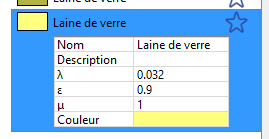 Laine de verre
Laine de verre
Nom Laine de verre
Description
λ 0.032
ε 0.9
μ 1
Couleur